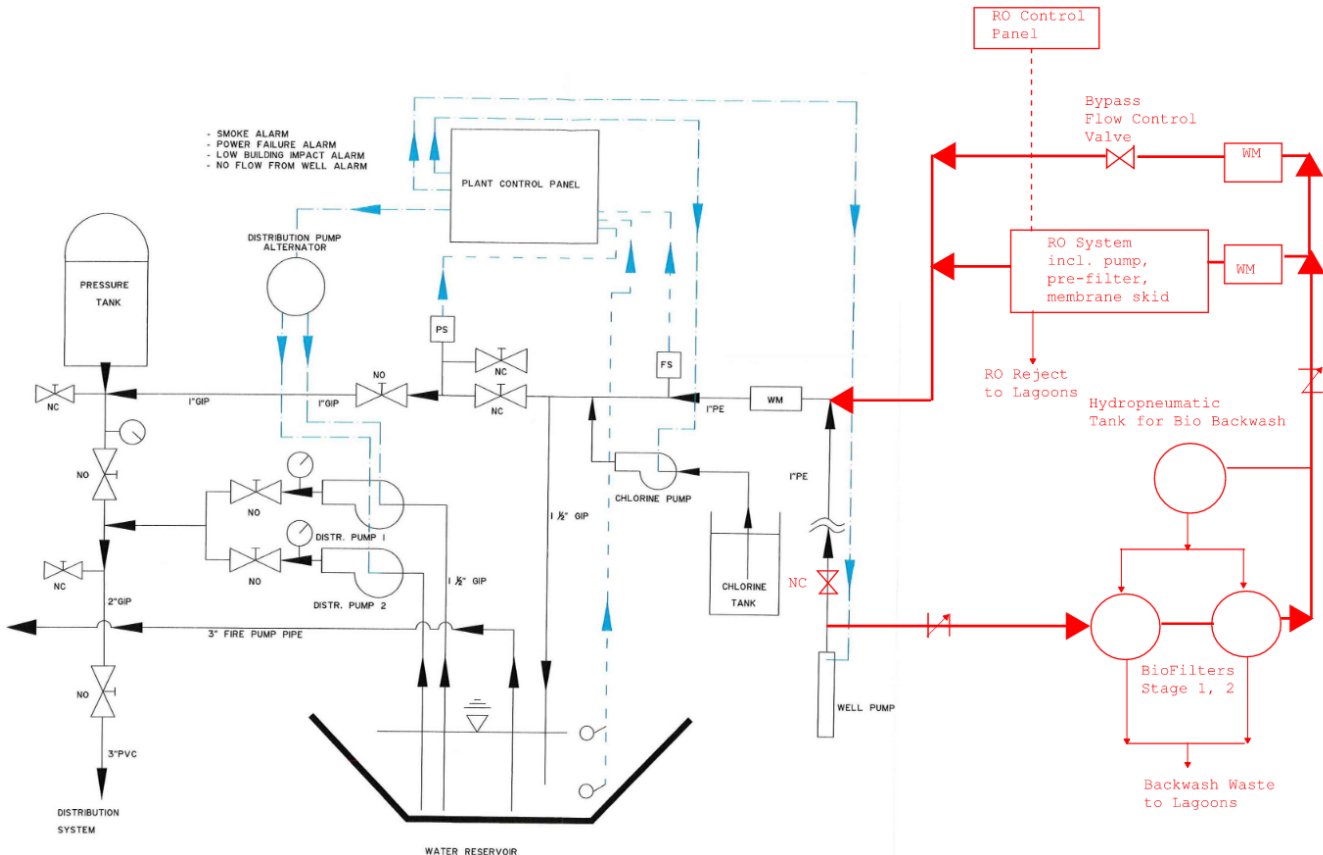 RO Control
Panel
Bypass
Flow Control
Valve
WM
- SMOKE ALARM
- POWER FAILURE ALARM
- LOW BUILDING IMPACT ALARM
- NO FLOW FROM WELL ALARM
PLANT CONTROL PANEL
DISTRIBUTION PUMP
ALTERNATOR
RO System
incl. pump,
pre-filter,
membrane skid
WM
PRESSURE
TANK
PS
NC
FS
RO Reject
to Lagoons
NO
NC
NC
1"GIP
1"GIP
1"PE
WM
Hydropneumatic
Tank for Bio Backwash
NO
NO
DISTR. PUMP 1
CHLORINE PUMP
1"PE
1 ½" GIP
NO
DISTR. PUMP 2
1 ½" GIP
NC
2"GIP
CHLORINE
TANK
NC
3" FIRE PUMP PIPE
NO
BioFilters
Stage 1, 2
WELL PUMP
3"PVC
Backwash Waste
to Lagoons
DISTRIBUTION
SYSTEM
WATER RESERVOIR